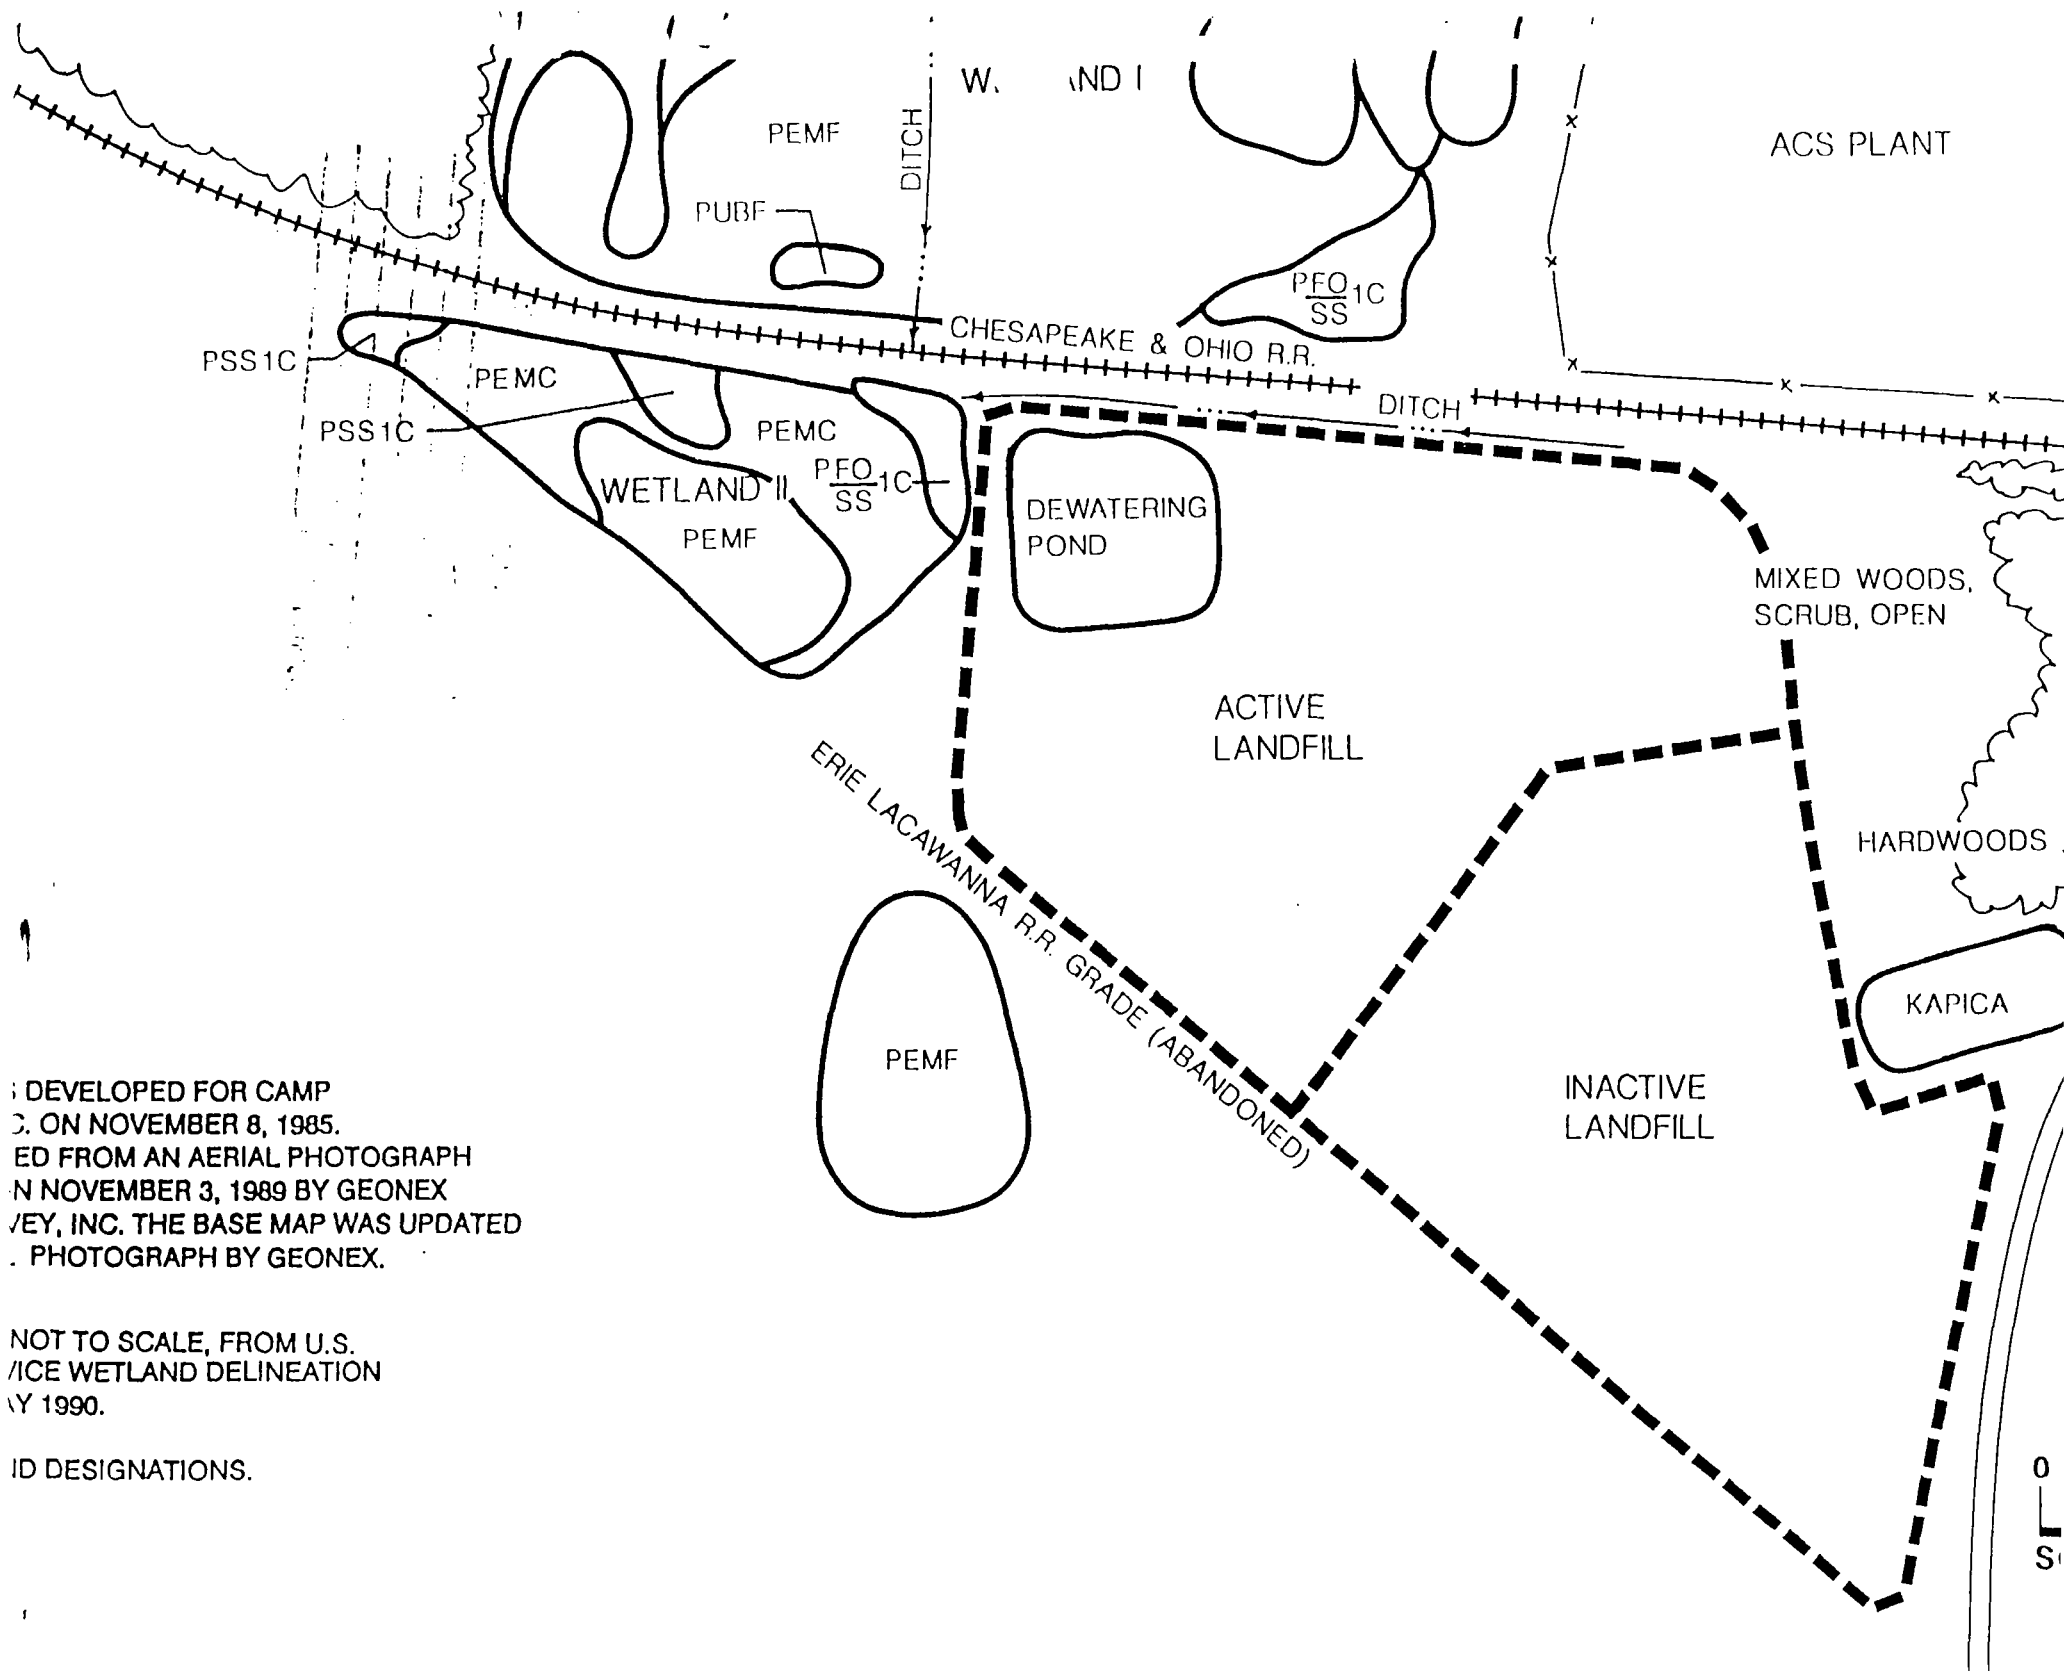 ND I
ACS PLANT
PEMF
DITCH
PUBF
PFO 1C
SS
CHESAPEAKE & OHIO R.R.
PSS1C
PEMC
DITCH
PSS1C
PEMC
PFO 1C
SS
WETLAND II
PEMF
DEWATERING
POND
MIXED WOODS,
SCRUB, OPEN
ACTIVE
LANDFILL
ERIE LACAWANNA R.R. GRADE (ABANDONED)
HARDWOODS
KAPICA
PEMF
INACTIVE
LANDFILL
DEVELOPED FOR CAMP
C. ON NOVEMBER 8, 1985.
ED FROM AN AERIAL PHOTOGRAPH
N NOVEMBER 3, 1989 BY GEONEX
VEY, INC. THE BASE MAP WAS UPDATED
. PHOTOGRAPH BY GEONEX.
NOT TO SCALE, FROM U.S.
ICE WETLAND DELINEATION
Y 1990.
D DESIGNATIONS.
0